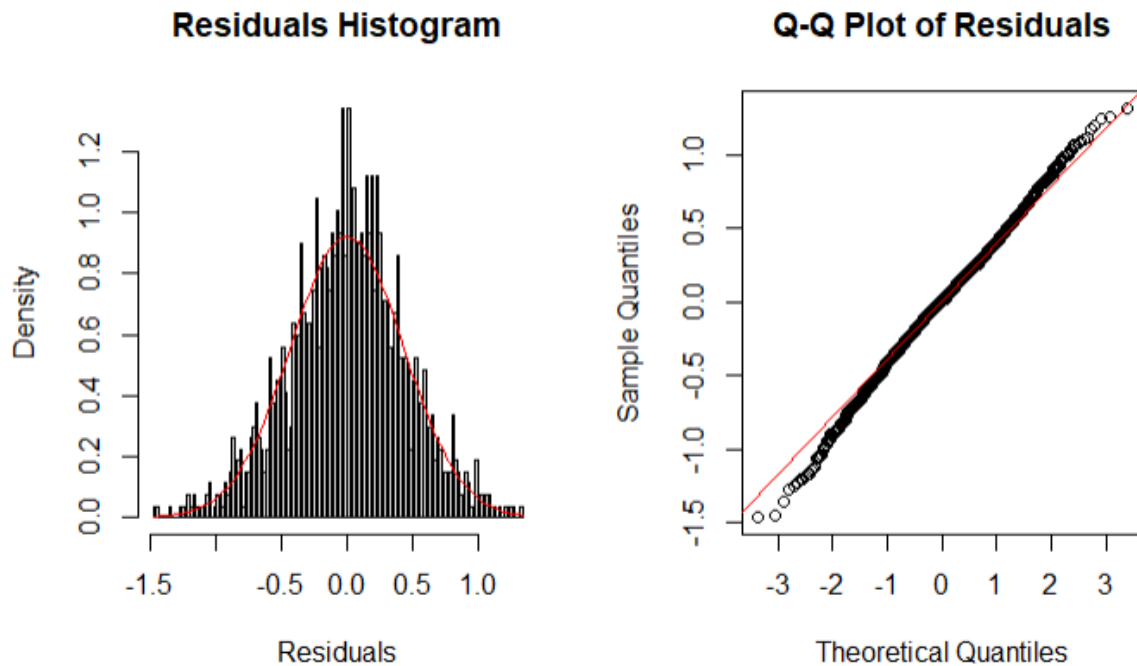 Residuals Histogram
Density
0.0 0.2 0.4 0.6 0.8 1.0 1.2
-1.5 -0.5 0.0 0.5 1.0
Residuals
Q-Q Plot of Residuals
Sample Quantiles
-1.5 -1.0 -0.5 0.0 0.5 1.0
-3 -2 -1 0 1 2 3
Theoretical Quantiles